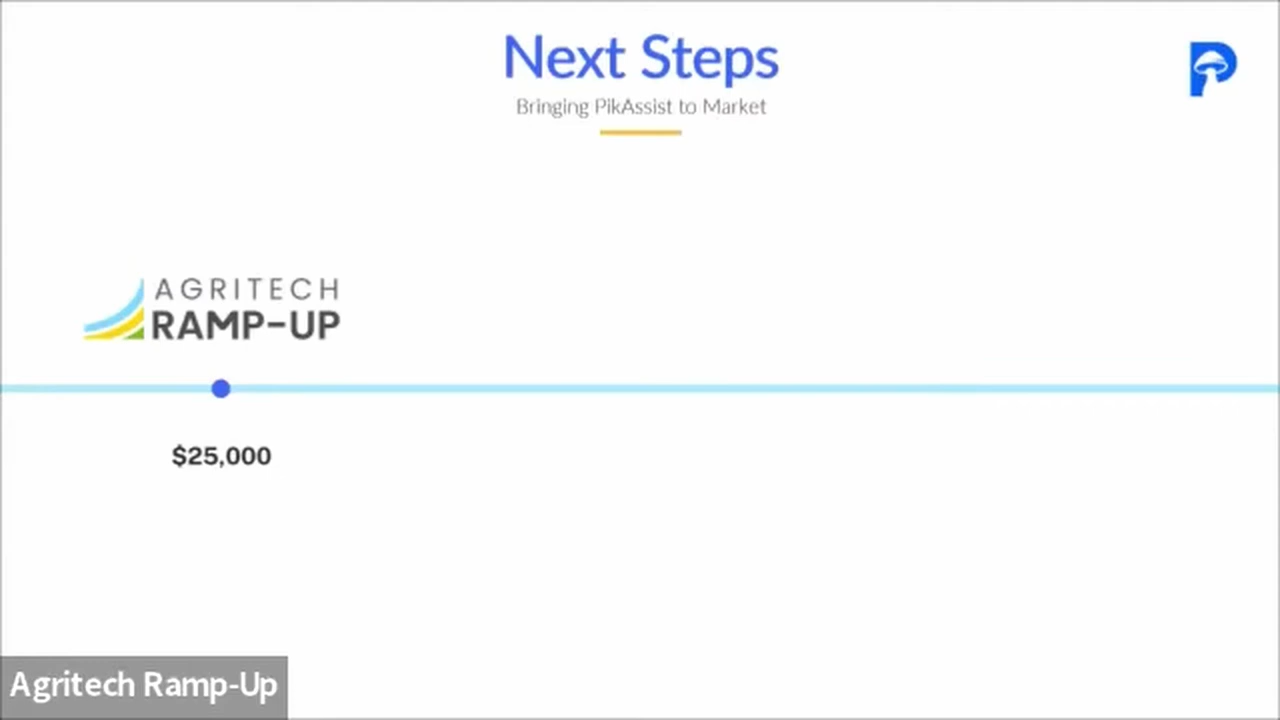 Next Steps
Bringing PikAssist to Market
AGRITECH
RAMP-UP
$25,000
Agritech Ramp-Up